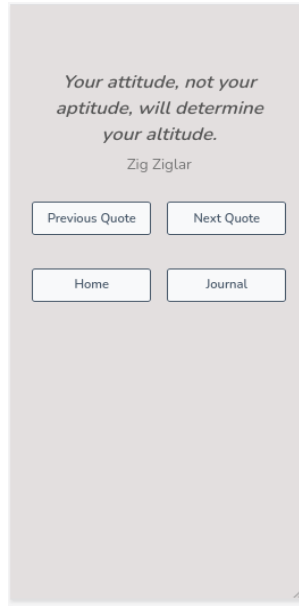 Your attitude, not your
aptitude, will determine
your altitude.
Zig Ziglar
Previous Quote
Next Quote
Home
Journal